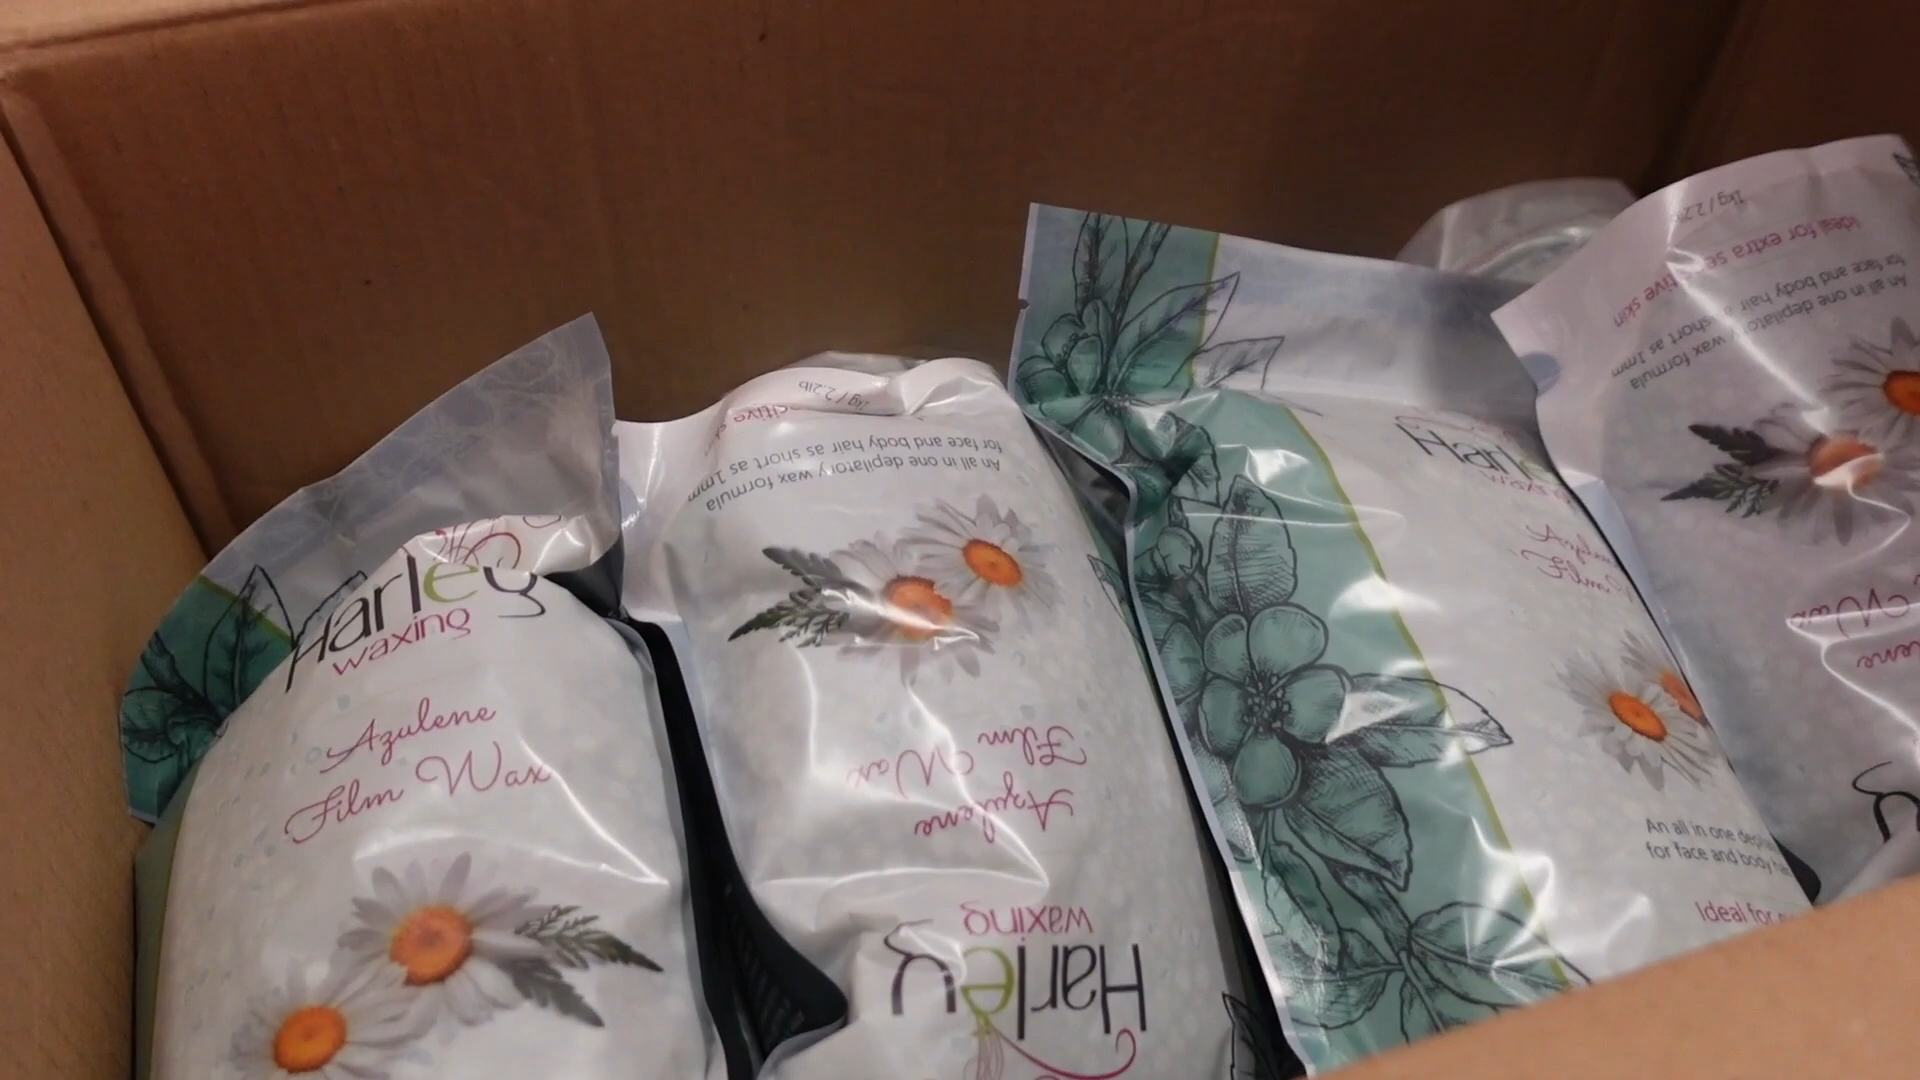 Harley
waxing
Azulene
Film Wax
1kg / 2.2lb
An all in one depilatory wax formula
for face and body hair as short as 1mm
Azulene
Film Wax
Harley
waxing
Harley
An all in one
for face and body
Ideal for
1kg / 2.2lb
Ideal for extra skin
An all in one depilatory wax formula
for face and body hair as short as 1mm
Wax